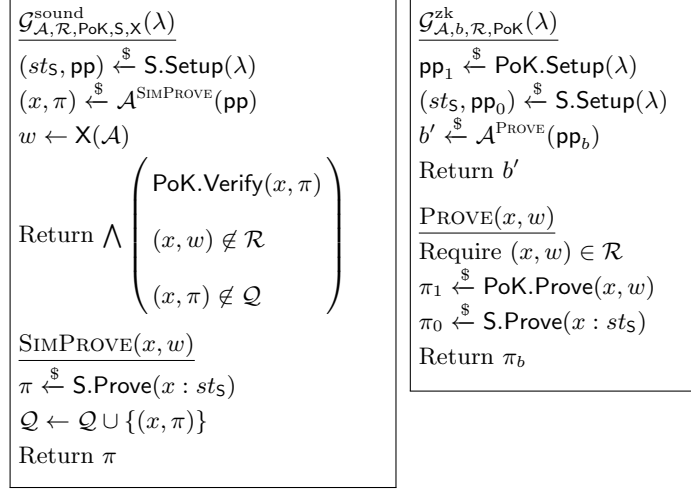 𝒢^sound_{𝒜,ℛ,PoK,S,X}(λ)
(st_S, pp) ←$ S.Setup(λ)
(x, π) ←$ 𝒜^{SimProve}(pp)
w ← X(𝒜)
Return ⋀ ( PoK.Verify(x, π)
(x, w) ∉ ℛ
(x, π) ∉ 𝒬 )
SimProve(x, w)
π ←$ S.Prove(x : st_S)
𝒬 ← 𝒬 ∪ {(x, π)}
Return π
𝒢^zk_{𝒜,b,ℛ,PoK}(λ)
pp_1 ←$ PoK.Setup(λ)
(st_S, pp_0) ←$ S.Setup(λ)
b′ ←$ 𝒜^{Prove}(pp_b)
Return b′
Prove(x, w)
Require (x, w) ∈ ℛ
π_1 ←$ PoK.Prove(x, w)
π_0 ←$ S.Prove(x : st_S)
Return π_b